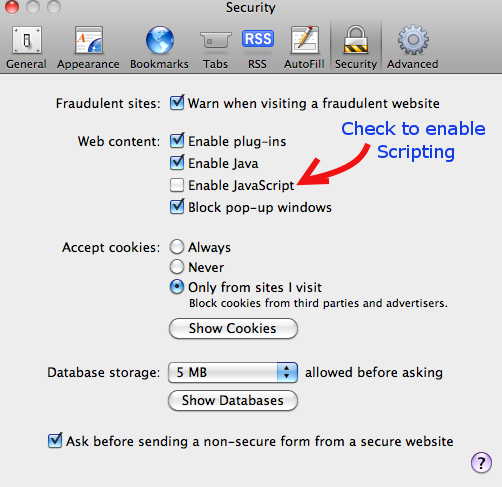 Security
General Appearance Bookmarks Tabs RSS AutoFill Security Advanced
RSS
Fraudulent sites: Warn when visiting a fraudulent website
Web content: Enable plug-ins
Check to enable
Scripting
Enable Java
Enable JavaScript
Block pop-up windows
Accept cookies: Always
Never
Only from sites I visit
Block cookies from third parties and advertisers.
Show Cookies
Database storage: 5 MB allowed before asking
Show Databases
Ask before sending a non-secure form from a secure website
?